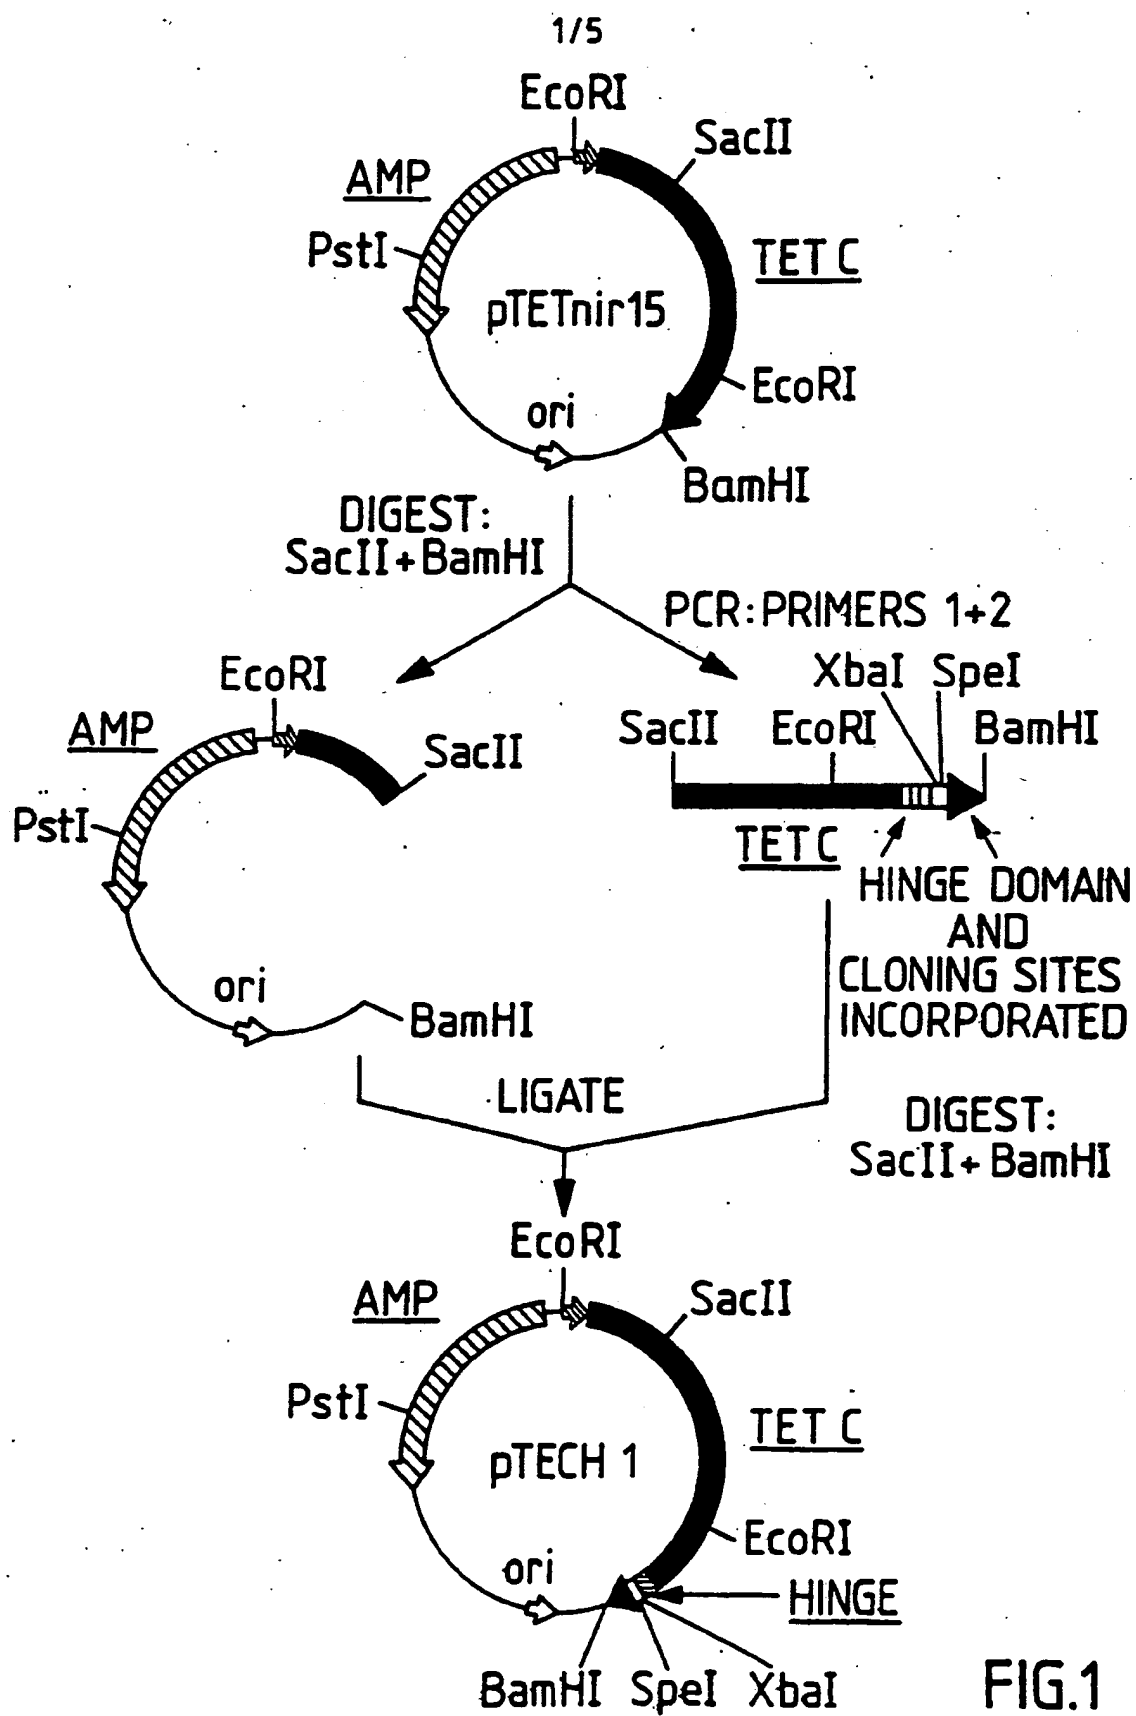 1/5
EcoRI
SacII
AMP
PstI
TET C
pTETnir15
EcoRI
ori
BamHI
DIGEST:
SacII+BamHI
PCR:PRIMERS 1+2
XbaI SpeI
EcoRI
AMP
SacII
PstI
ori
BamHI
SacII EcoRI BamHI
TET C
HINGE DOMAIN
AND
CLONING SITES
INCORPORATED
LIGATE
DIGEST:
SacII+BamHI
EcoRI
AMP
SacII
PstI
TET C
pTECH 1
EcoRI
ori
HINGE
BamHI SpeI XbaI
FIG.1